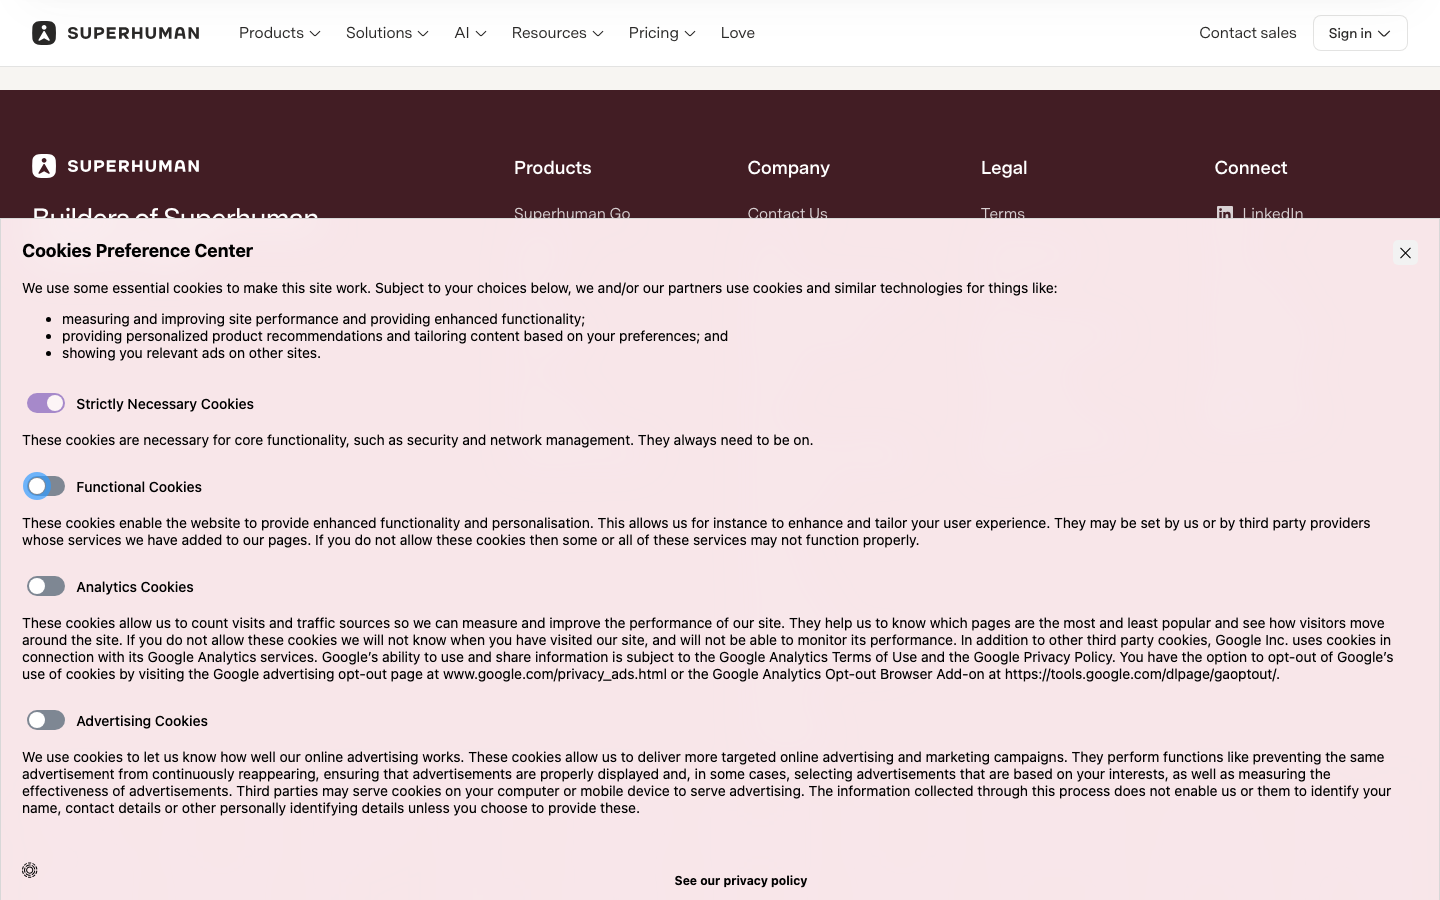 SUPERHUMAN
Products
Solutions
AI
Resources
Pricing
Love
Contact sales
Sign in
SUPERHUMAN
Builders of Superhuman
Products
Superhuman Go
Company
Contact Us
Legal
Terms
Connect
LinkedIn
Cookies Preference Center
We use some essential cookies to make this site work. Subject to your choices below, we and/or our partners use cookies and similar technologies for things like:
measuring and improving site performance and providing enhanced functionality;
providing personalized product recommendations and tailoring content based on your preferences; and
showing you relevant ads on other sites.
Strictly Necessary Cookies
These cookies are necessary for core functionality, such as security and network management. They always need to be on.
Functional Cookies
These cookies enable the website to provide enhanced functionality and personalisation. This allows us for instance to enhance and tailor your user experience. They may be set by us or by third party providers
whose services we have added to our pages. If you do not allow these cookies then some or all of these services may not function properly.
Analytics Cookies
These cookies allow us to count visits and traffic sources so we can measure and improve the performance of our site. They help us to know which pages are the most and least popular and see how visitors move
around the site. If you do not allow these cookies we will not know when you have visited our site, and will not be able to monitor its performance. In addition to other third party cookies, Google Inc. uses cookies in
connection with its Google Analytics services. Google's ability to use and share information is subject to the Google Analytics Terms of Use and the Google Privacy Policy. You have the option to opt-out of Google's
use of cookies by visiting the Google advertising opt-out page at www.google.com/privacy_ads.html or the Google Analytics Opt-out Browser Add-on at https://tools.google.com/dlpage/gaoptout/.
Advertising Cookies
We use cookies to let us know how well our online advertising works. These cookies allow us to deliver more targeted online advertising and marketing campaigns. They perform functions like preventing the same
advertisement from continuously reappearing, ensuring that advertisements are properly displayed and, in some cases, selecting advertisements that are based on your interests, as well as measuring the
effectiveness of advertisements. Third parties may serve cookies on your computer or mobile device to serve advertising. The information collected through this process does not enable us or them to identify your
name, contact details or other personally identifying details unless you choose to provide these.
See our privacy policy